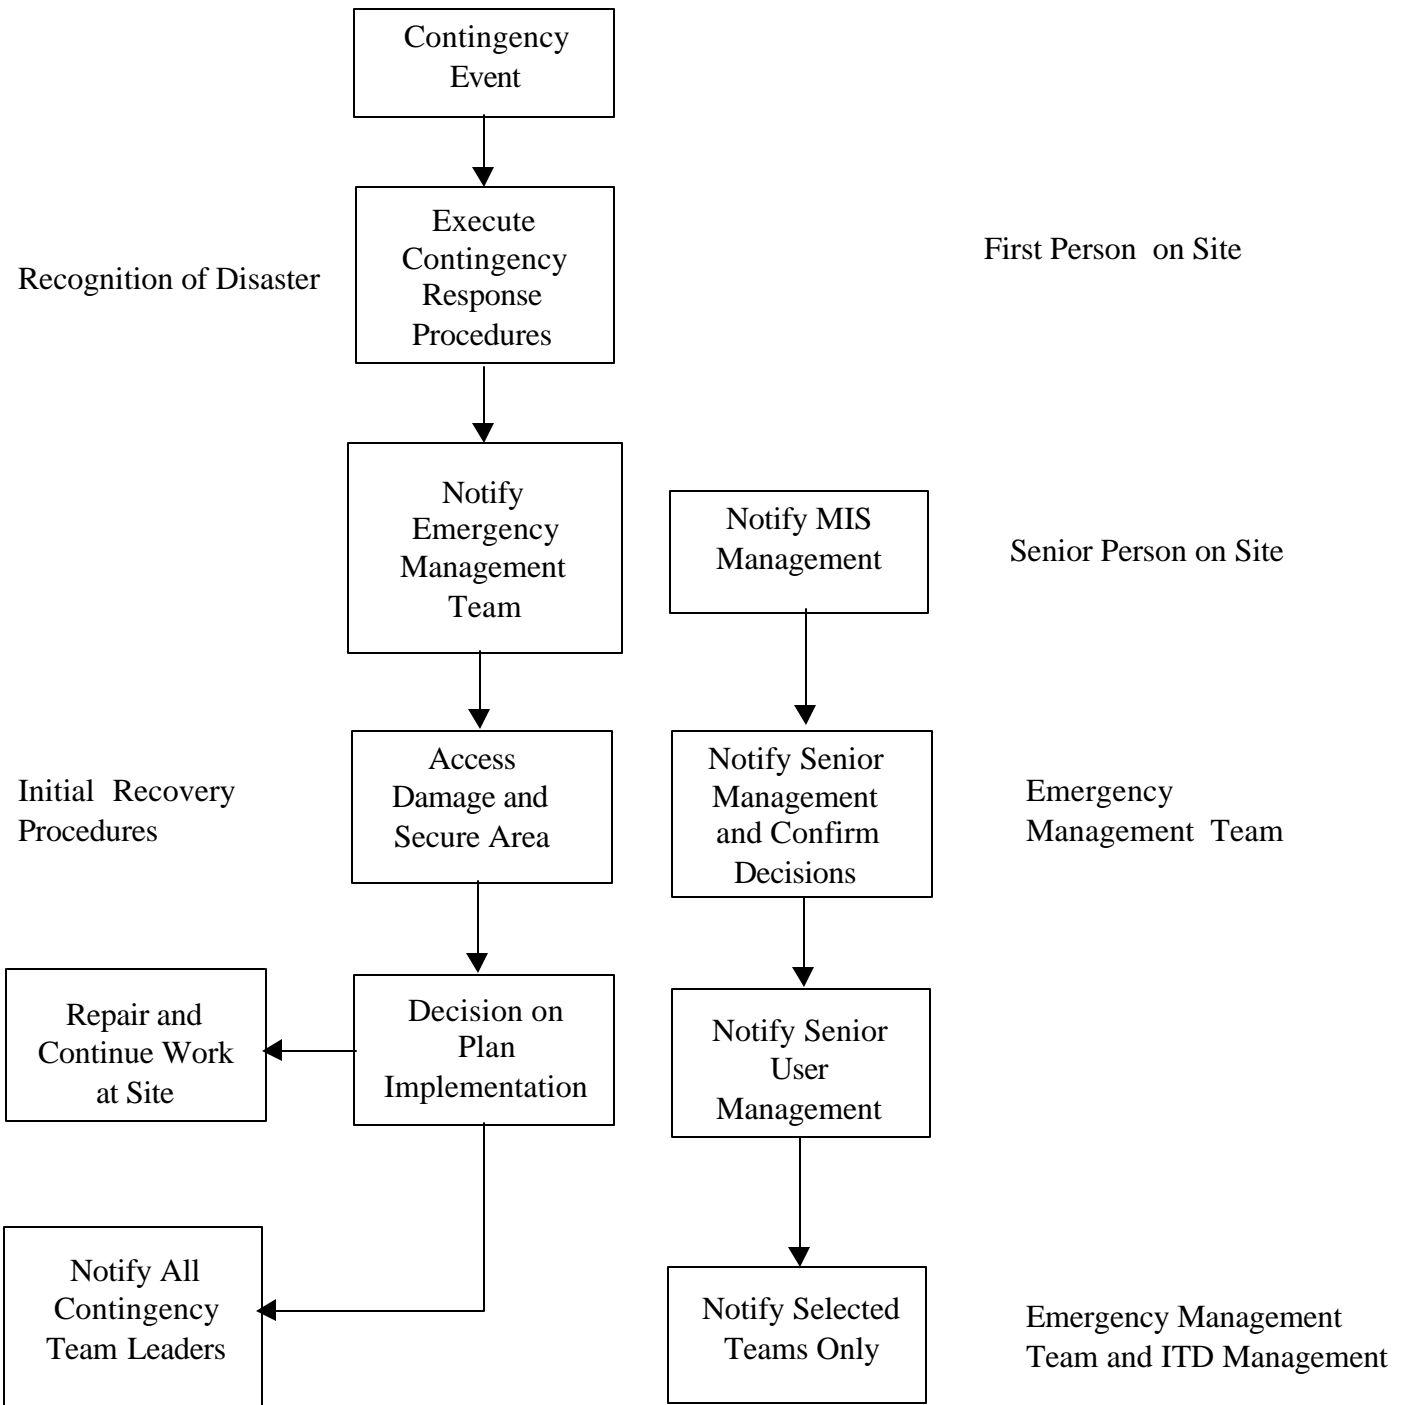 Contingency
Event
Recognition of Disaster
Execute
Contingency
Response
Procedures
First Person on Site
Notify
Emergency
Management
Team
Notify MIS
Management
Senior Person on Site
Initial Recovery
Procedures
Access
Damage and
Secure Area
Notify Senior
Management
and Confirm
Decisions
Emergency
Management Team
Repair and
Continue Work
at Site
Decision on
Plan
Implementation
Notify Senior
User
Management
Notify All
Contingency
Team Leaders
Notify Selected
Teams Only
Emergency Management
Team and ITD Management